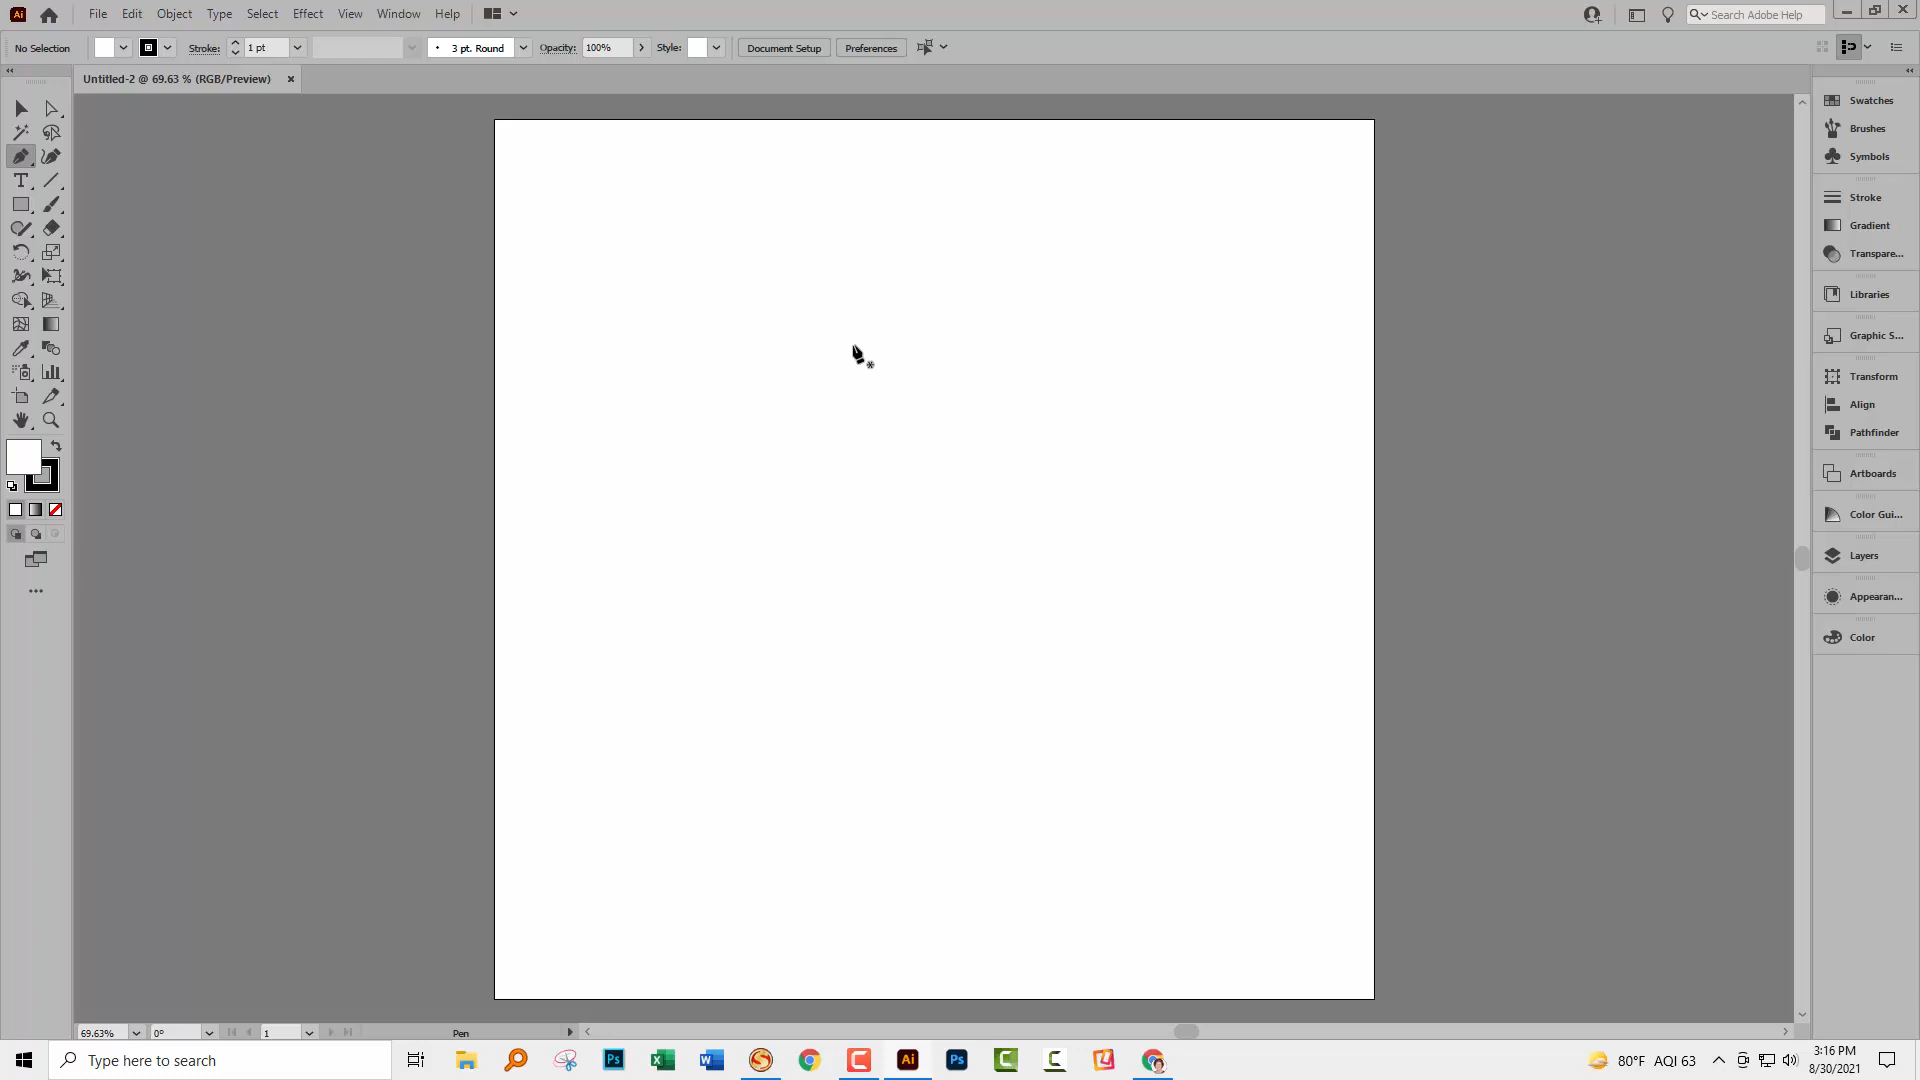 Ai File Edit Object Type Select Effect View Window Help Search Adobe Help
No Selection Stroke: 1 pt 3 pt. Round Opacity: 100% Style: Document Setup Preferences
Untitled-2 @ 69.63 % (RGB/Preview)
Swatches
Brushes
Symbols
Stroke
Gradient
Transpare...
Libraries
Graphic S...
Transform
Align
Pathfinder
Artboards
Color Gui...
Layers
Appearan...
Color
69.63% 0° 1 Pen
Type here to search Ps Ai Ps 80°F AQI 63 3:16 PM
8/30/2021